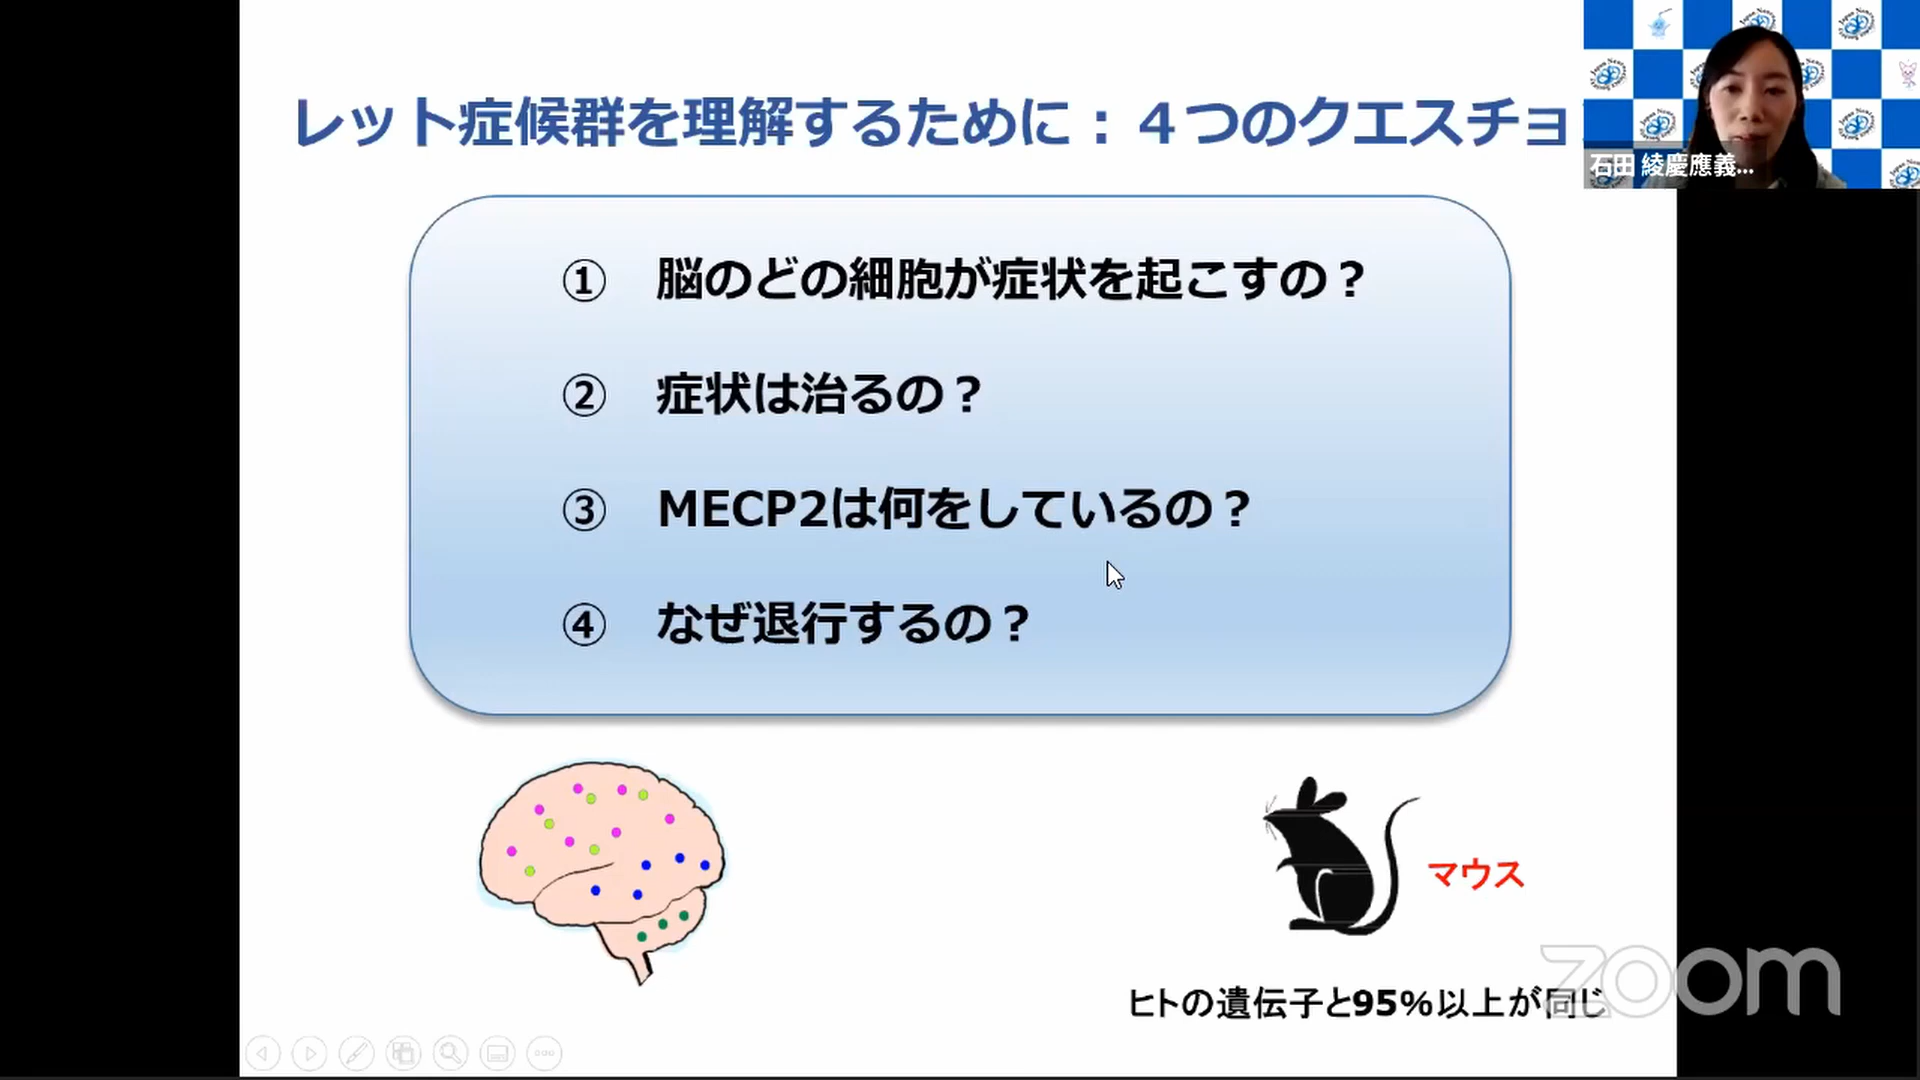 レット症候群を理解するために：４つのクエスチョ
石田 綾慶應義...
① 脳のどの細胞が症状を起こすの？
② 症状は治るの？
③ MECP2は何をしているの？
④ なぜ退行するの？
マウス
ヒトの遺伝子と95%以上が同じ
zoom